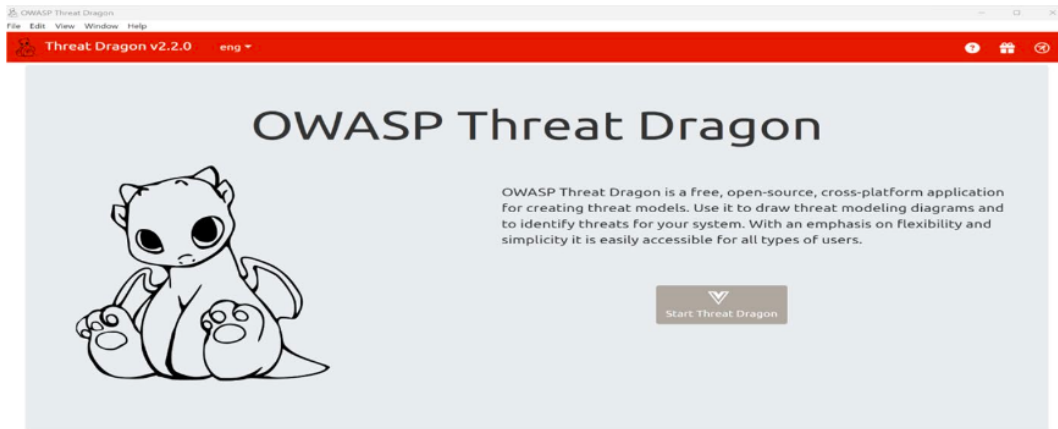 OWASP Threat Dragon
File Edit View Window Help
Threat Dragon v2.2.0 eng
OWASP Threat Dragon
OWASP Threat Dragon is a free, open-source, cross-platform application
for creating threat models. Use it to draw threat modeling diagrams and
to identify threats for your system. With an emphasis on flexibility and
simplicity it is easily accessible for all types of users.
Start Threat Dragon